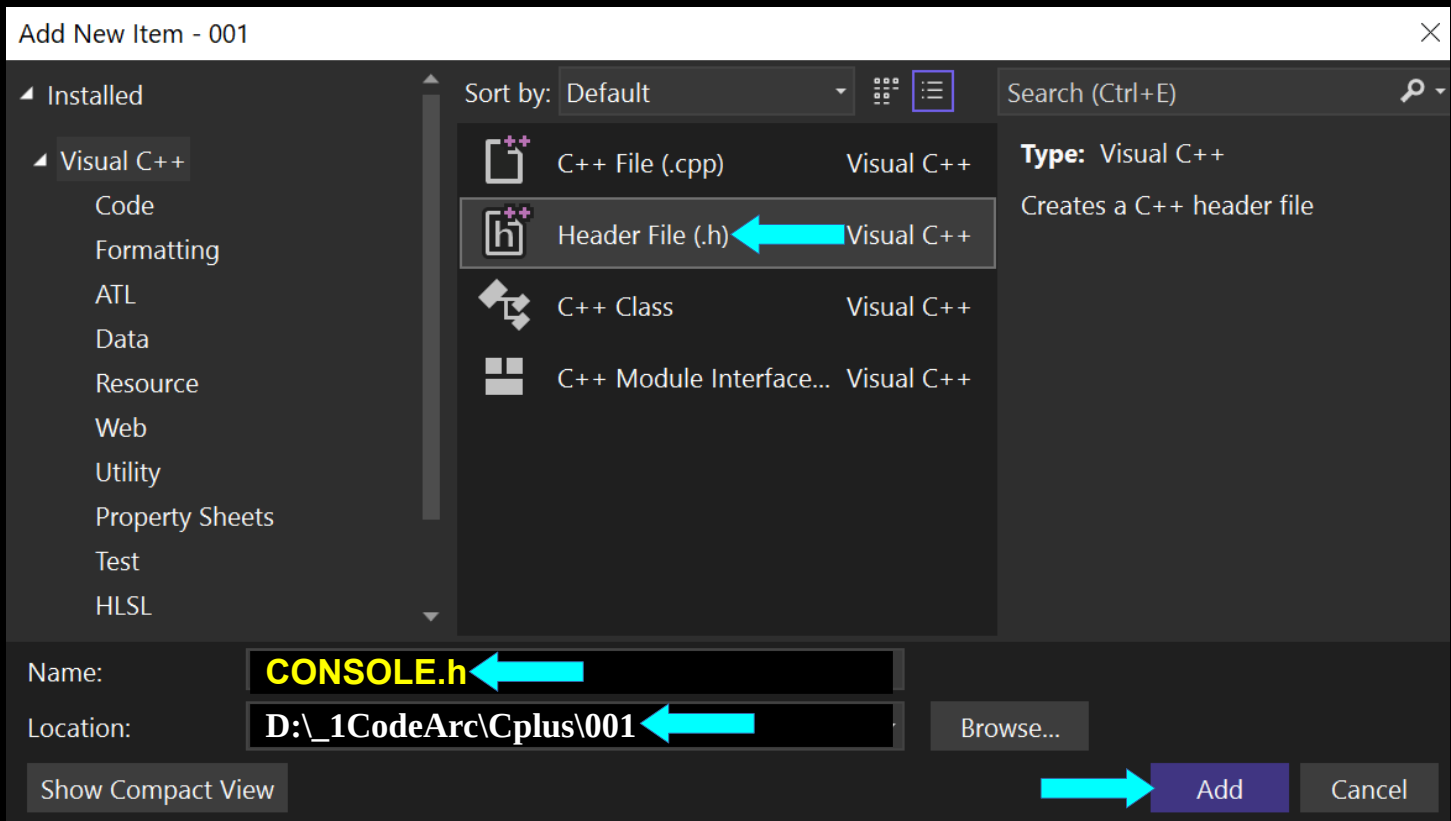 Add New Item - 001
Installed
Visual C++
Code
Formatting
ATL
Data
Resource
Web
Utility
Property Sheets
Test
HLSL
Sort by: Default
Search (Ctrl+E)
C++ File (.cpp) Visual C++
Header File (.h) Visual C++
C++ Class Visual C++
C++ Module Interface... Visual C++
Type: Visual C++
Creates a C++ header file
Name: CONSOLE.h
Location: D:\_1CodeArc\Cplus\001
Browse...
Show Compact View
Add
Cancel